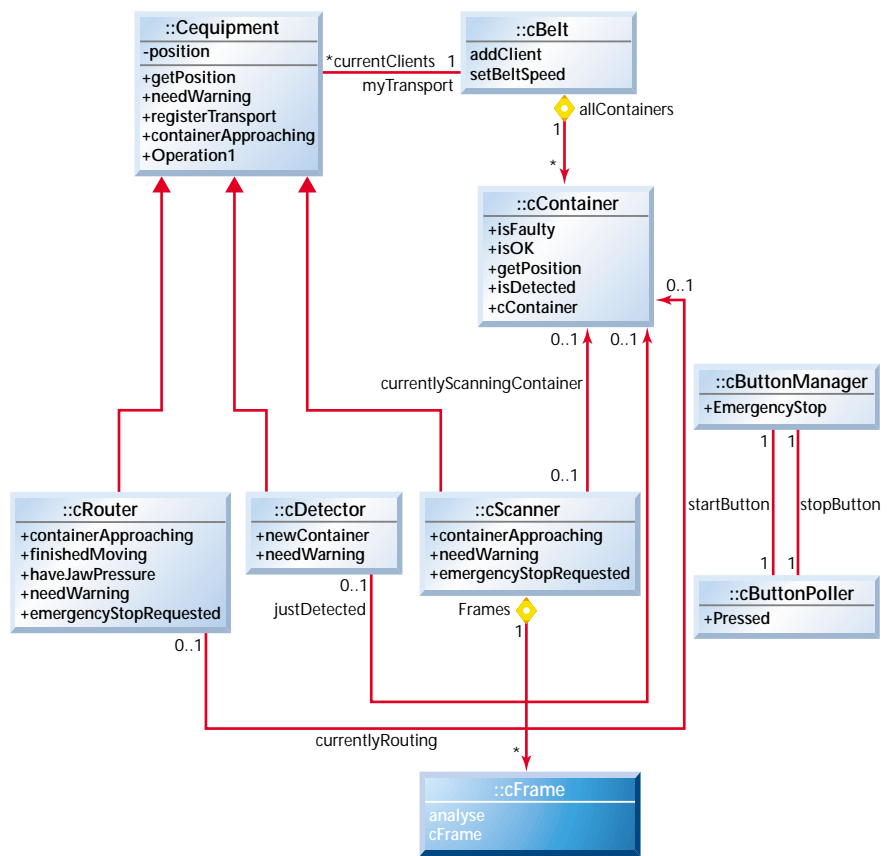 ::Cequipment
-position
+getPosition
+needWarning
+registerTransport
+containerApproaching
+Operation1
*currentClients 1
myTransport
::cBelt
addClient
setBeltSpeed
allContainers
1
*
::cContainer
+isFaulty
+isOK
+getPosition
+isDetected
+cContainer
0..1
0..1 0..1
currentlyScanningContainer
0..1
::cButtonManager
+EmergencyStop
1 1
startButton stopButton
1 1
::cButtonPoller
+Pressed
::cRouter
+containerApproaching
+finishedMoving
+haveJawPressure
+needWarning
+emergencyStopRequested
0..1
::cDetector
+newContainer
+needWarning
0..1
justDetected
::cScanner
+containerApproaching
+needWarning
+emergencyStopRequested
Frames
1
currentlyRouting
*
::cFrame
analyse
cFrame